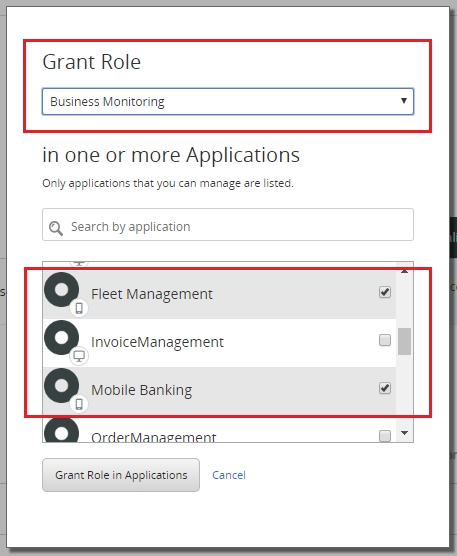 Grant Role
Business Monitoring
in one or more Applications
Only applications that you can manage are listed.
Search by application
Fleet Management
InvoiceManagement
Mobile Banking
OrderManagement
Grant Role in Applications
Cancel